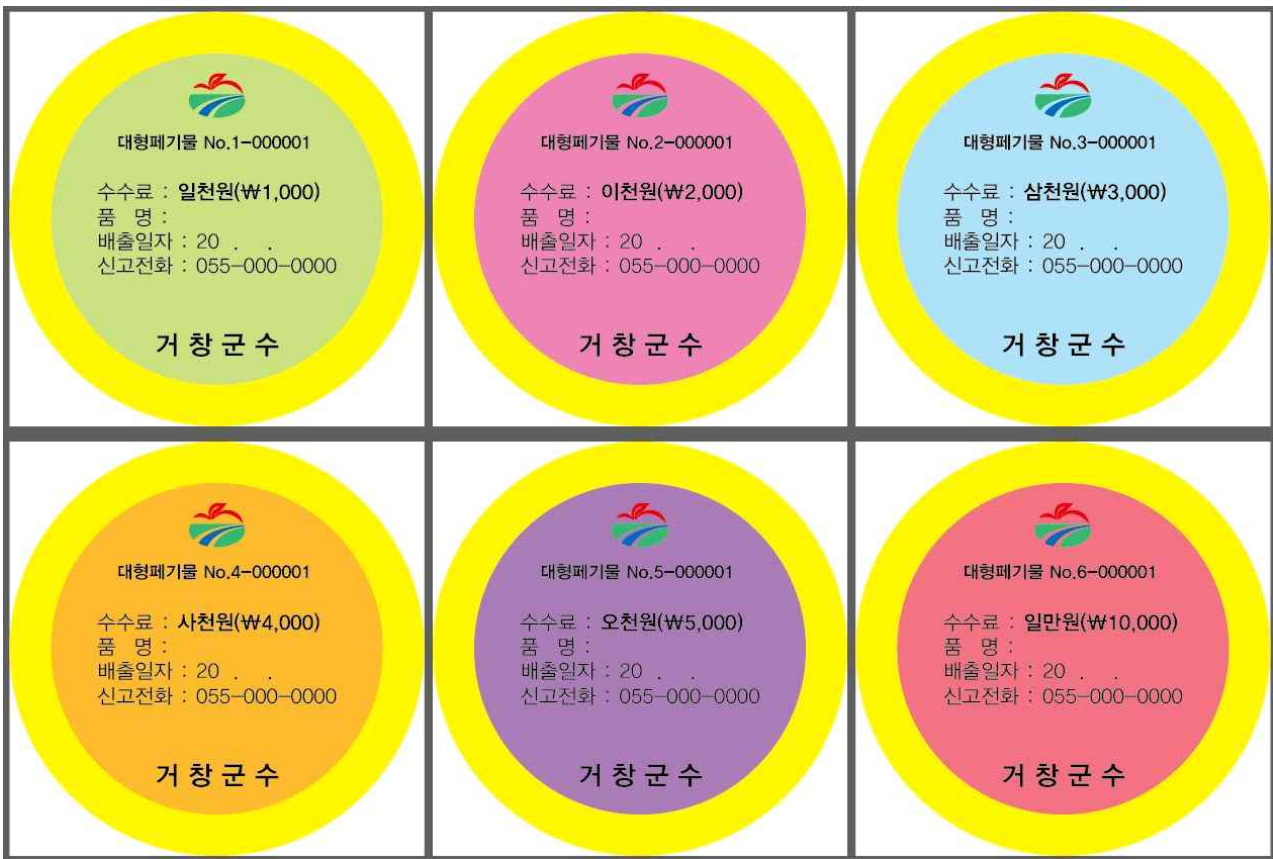 대형폐기물 No.1-000001
수수료 : 일천원(₩1,000)
품 명 :
배출일자 : 20 . .
신고전화 : 055-000-0000
거창군수
대형폐기물 No.2-000001
수수료 : 이천원(₩2,000)
품 명 :
배출일자 : 20 . .
신고전화 : 055-000-0000
거창군수
대형폐기물 No.3-000001
수수료 : 삼천원(₩3,000)
품 명 :
배출일자 : 20 . .
신고전화 : 055-000-0000
거창군수
대형폐기물 No.4-000001
수수료 : 사천원(₩4,000)
품 명 :
배출일자 : 20 . .
신고전화 : 055-000-0000
거창군수
대형폐기물 No.5-000001
수수료 : 오천원(₩5,000)
품 명 :
배출일자 : 20 . .
신고전화 : 055-000-0000
거창군수
대형폐기물 No.6-000001
수수료 : 일만원(₩10,000)
품 명 :
배출일자 : 20 . .
신고전화 : 055-000-0000
거창군수